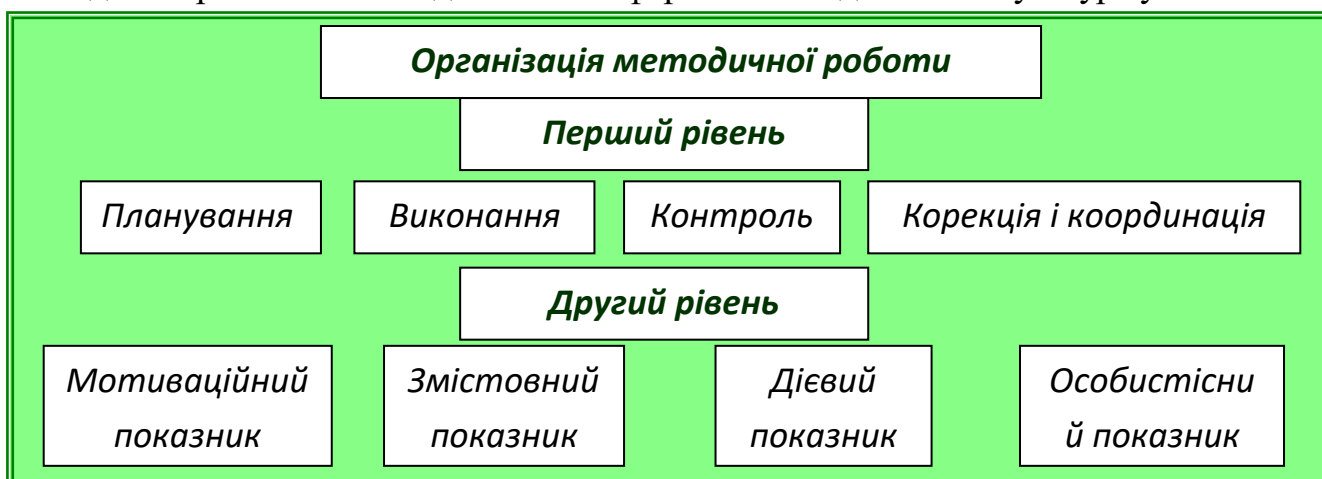 Організація методичної роботи
Перший рівень
Планування Виконання Контроль Корекція і координація
Другий рівень
Мотиваційний Змістовний Дієвий Особистісни
показник показник показник й показник